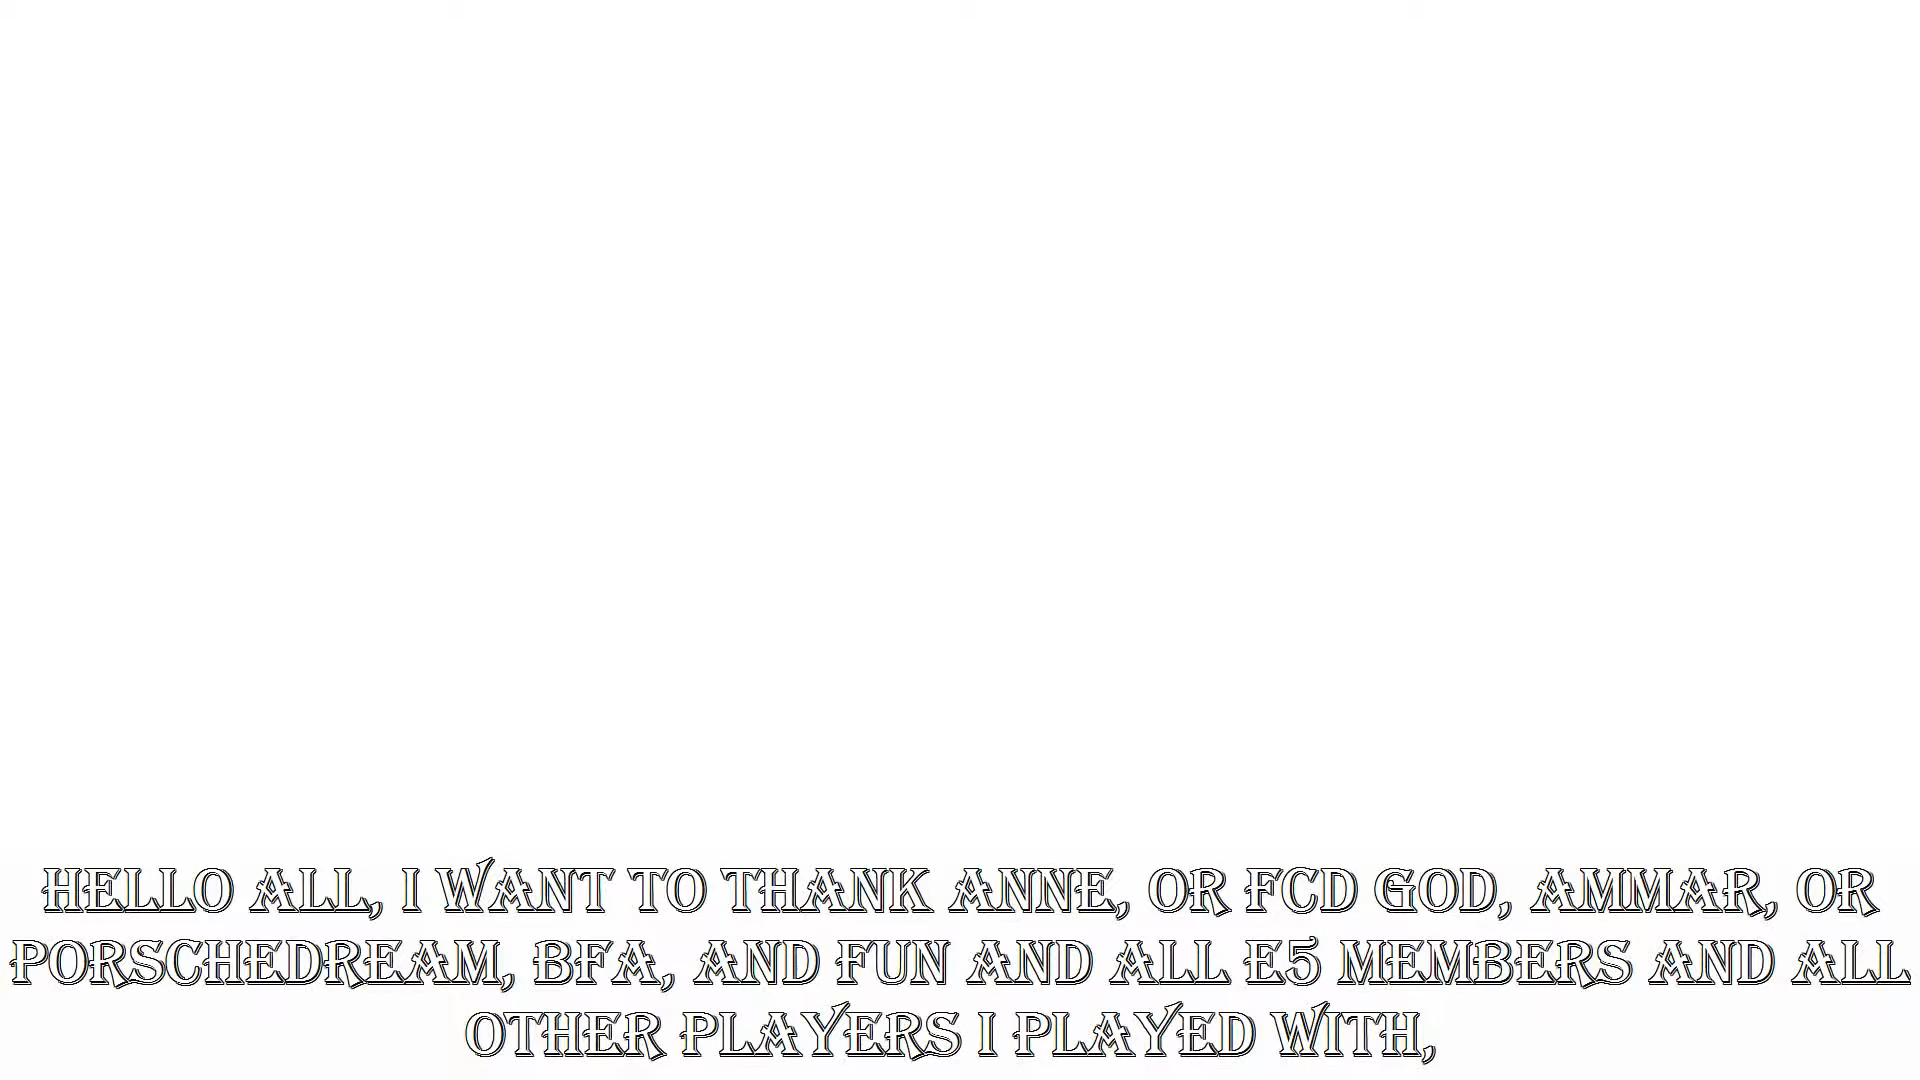 HELLO ALL, I WANT TO THANK ANNE, OR FCD GOD, AMMAR, OR
PORSCHEDREAM, BFA, AND FUN AND ALL E5 MEMBERS AND ALL
OTHER PLAYERS I PLAYED WITH,